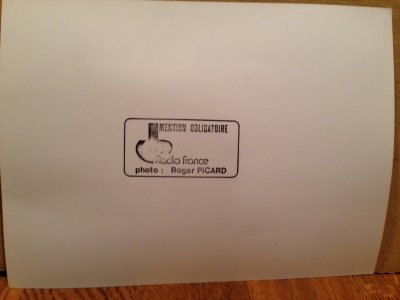 MENTION OBLIGATOIRE
Radio france
photo : Roger PICARD